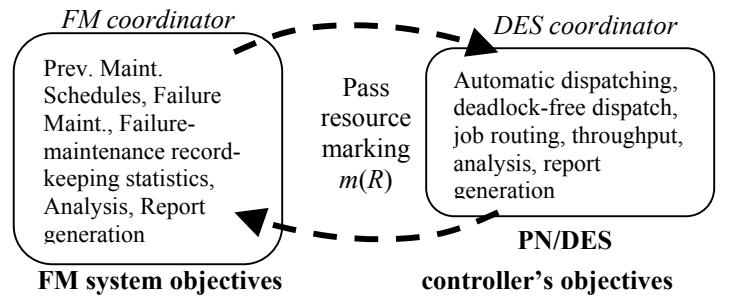 FM coordinator
DES coordinator
Prev. Maint.
Schedules, Failure
Maint., Failure-
maintenance record-
keeping statistics,
Analysis, Report
generation
Pass
resource
marking
m(R)
Automatic dispatching,
deadlock-free dispatch,
job routing, throughput,
analysis, report
generation
FM system objectives
PN/DES
controller's objectives